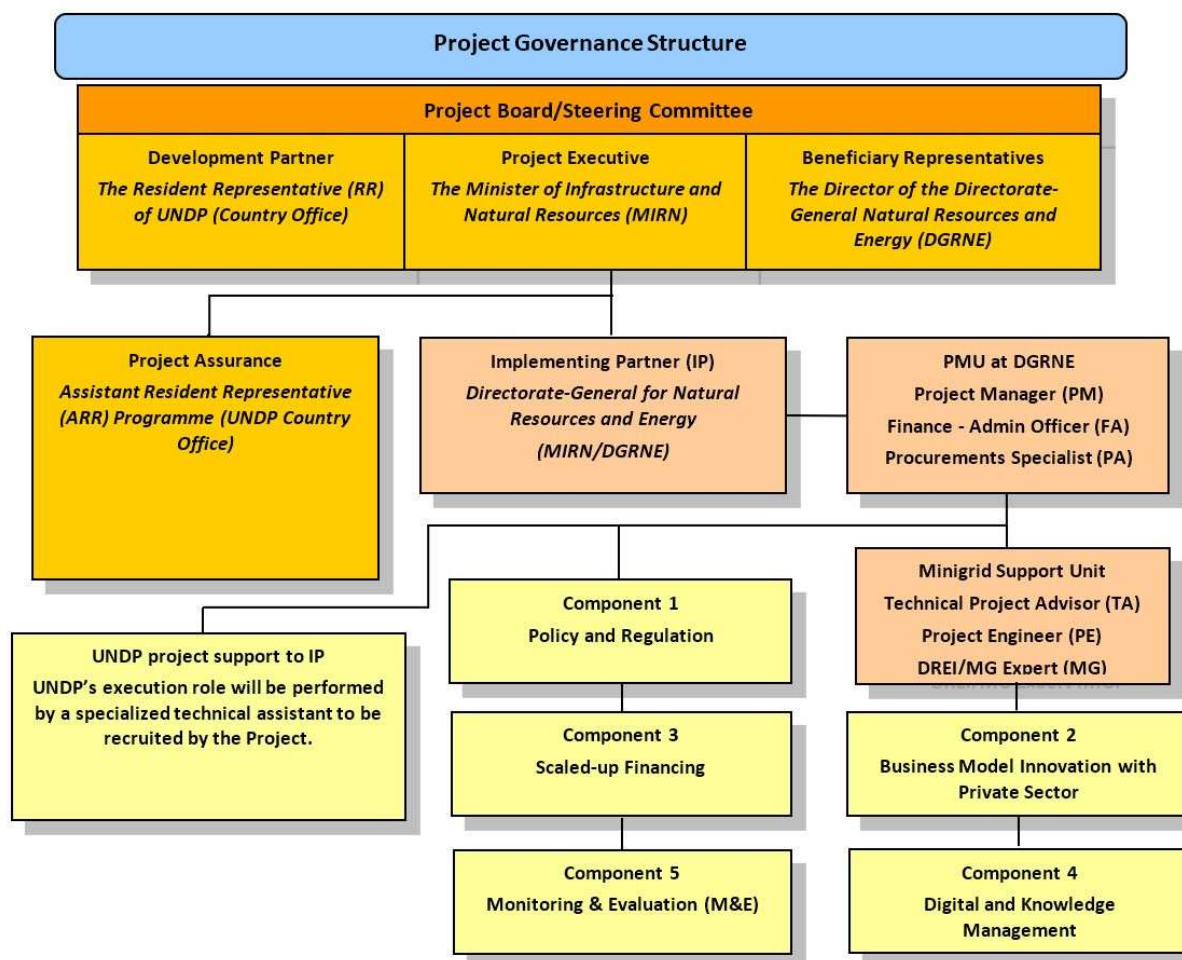 Project Governance Structure
Project Board/Steering Committee
Development Partner
The Resident Representative (RR)
of UNDP (Country Office)
Project Executive
The Minister of Infrastructure and
Natural Resources (MIRN)
Beneficiary Representatives
The Director of the Directorate-
General Natural Resources and
Energy (DGRNE)
Project Assurance
Assistant Resident Representative
(ARR) Programme (UNDP Country
Office)
Implementing Partner (IP)
Directorate-General for Natural
Resources and Energy
(MIRN/DGRNE)
PMU at DGRNE
Project Manager (PM)
Finance - Admin Officer (FA)
Procurements Specialist (PA)
UNDP project support to IP
UNDP's execution role will be performed
by a specialized technical assistant to be
recruited by the Project.
Component 1
Policy and Regulation
Minigrid Support Unit
Technical Project Advisor (TA)
Project Engineer (PE)
DREI/MG Expert (MG)
Component 3
Scaled-up Financing
Component 2
Business Model Innovation with
Private Sector
Component 5
Monitoring & Evaluation (M&E)
Component 4
Digital and Knowledge
Management